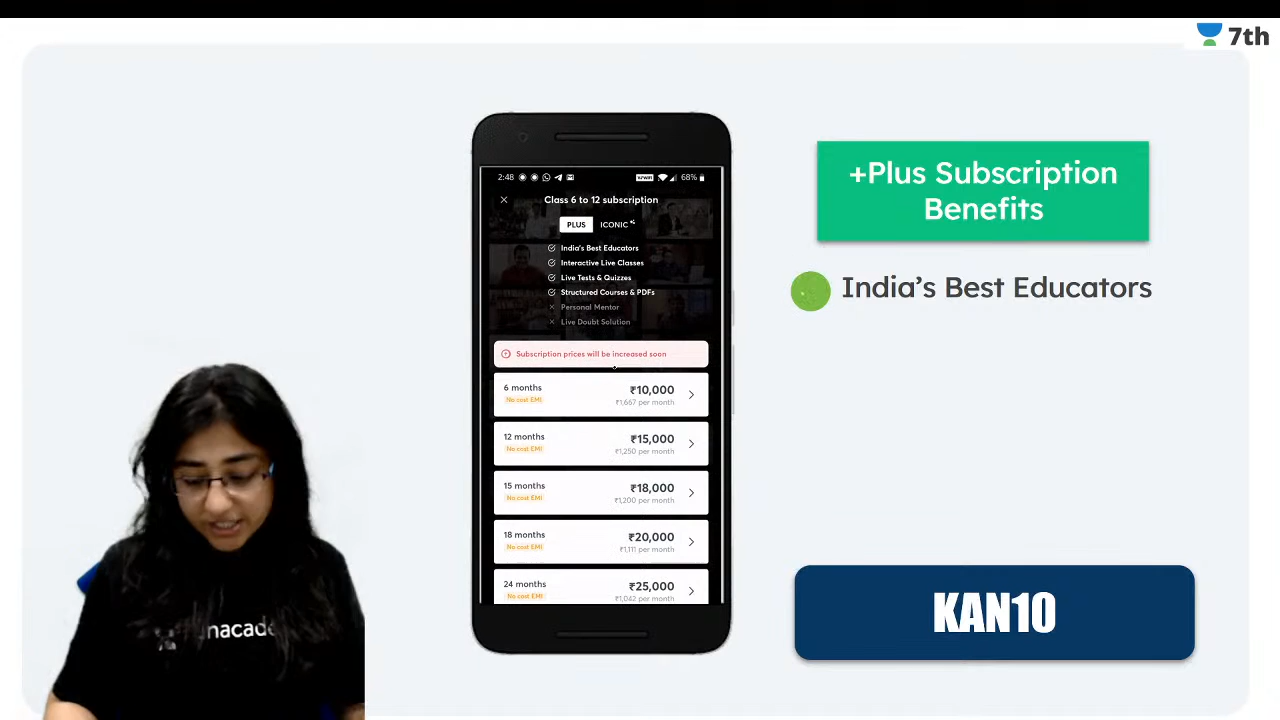 7th
+Plus Subscription
Benefits
India's Best Educators
KAN10
2:48
68%
Class 6 to 12 subscription
PLUS
ICONIC
India's Best Educators
Interactive Live Classes
Live Tests & Quizzes
Structured Courses & PDFs
Personal Mentor
Live Doubt Solution
Subscription prices will be increased soon
6 months
₹10,000
No cost EMI
₹1,667 per month
12 months
₹15,000
No cost EMI
₹1,250 per month
15 months
₹18,000
No cost EMI
₹1,200 per month
18 months
₹20,000
No cost EMI
₹1,111 per month
24 months
₹25,000
No cost EMI
₹1,042 per month